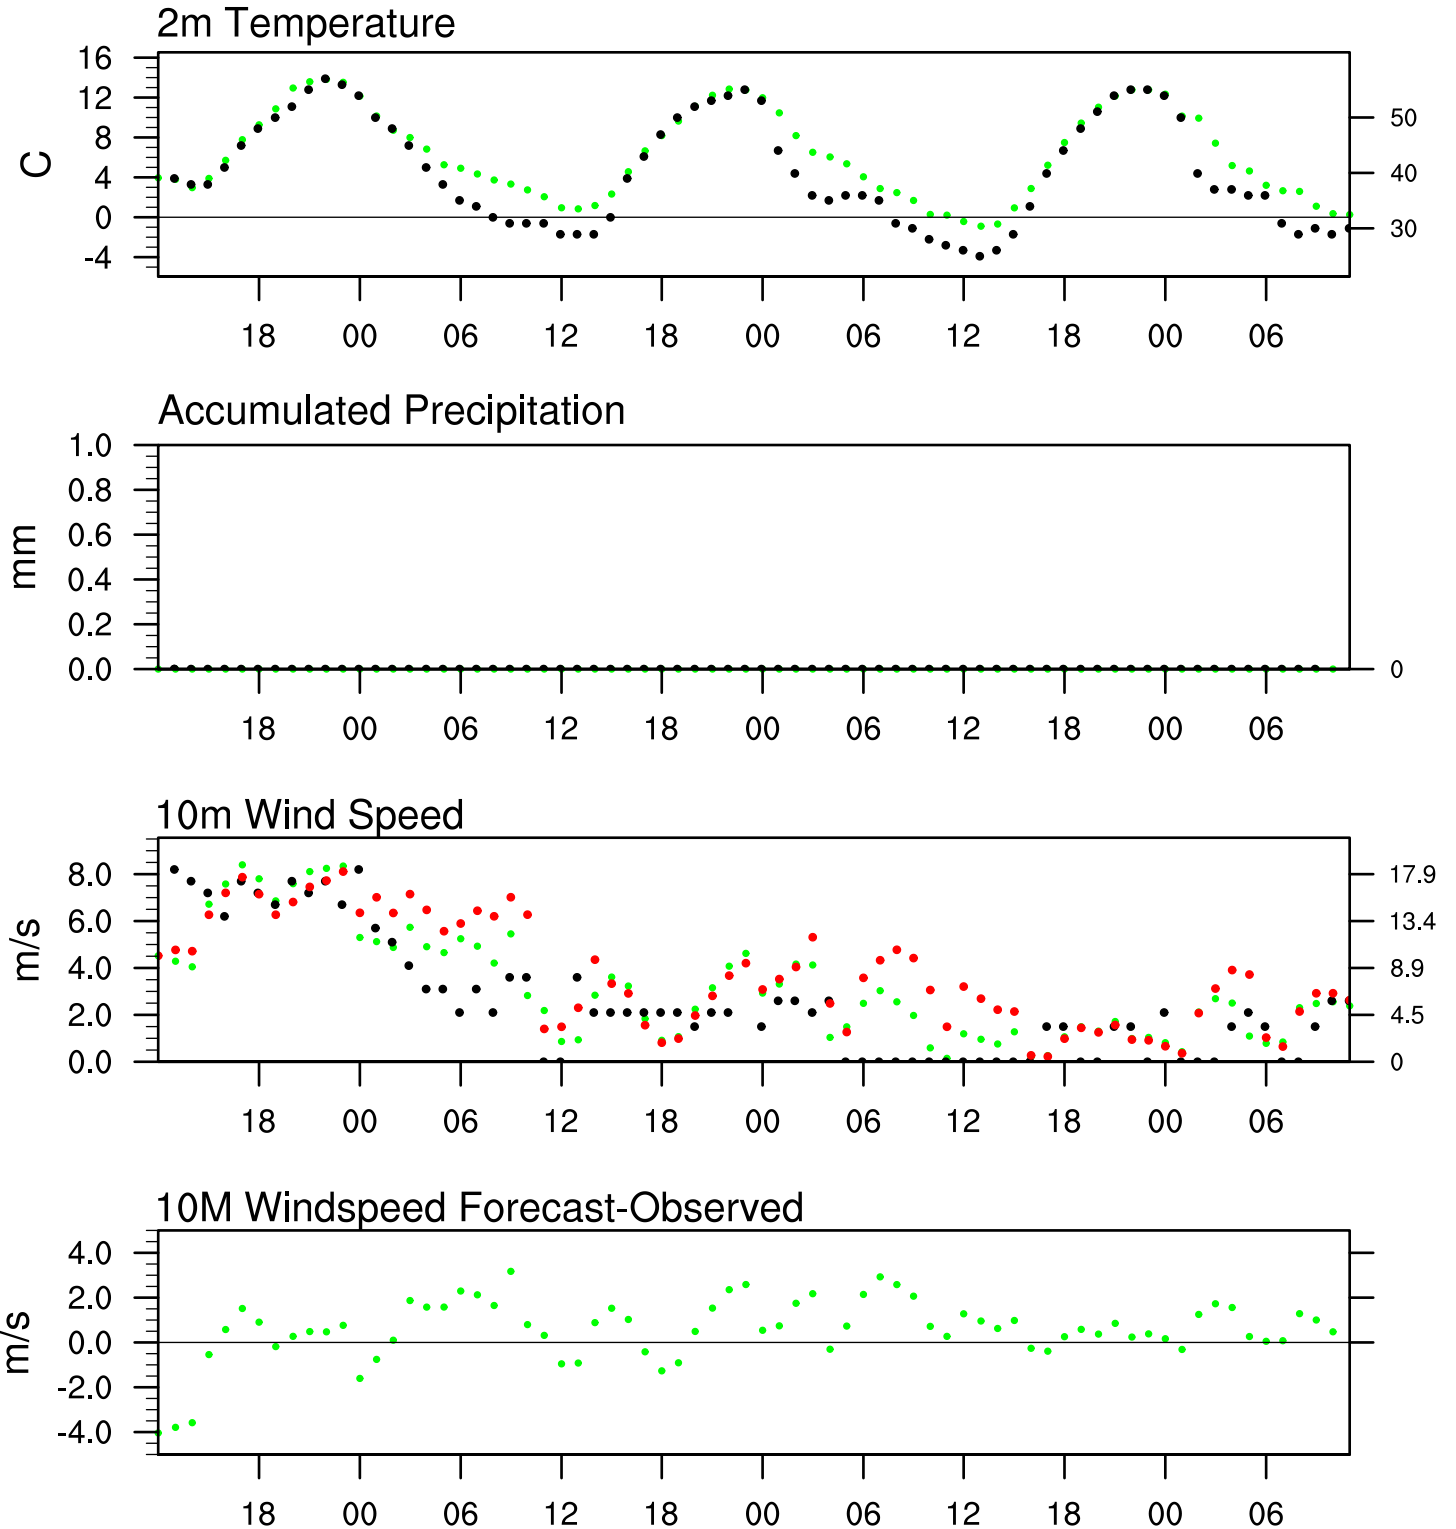 2m Temperature
16
12
8
4
0
-4
C
50
40
30
18 00 06 12 18 00 06 12 18 00 06
Accumulated Precipitation
1.0
0.8
0.6
0.4
0.2
0.0
mm
0
18 00 06 12 18 00 06 12 18 00 06
10m Wind Speed
8.0
6.0
4.0
2.0
0.0
m/s
17.9
13.4
8.9
4.5
0
18 00 06 12 18 00 06 12 18 00 06
10M Windspeed Forecast-Observed
4.0
2.0
0.0
-2.0
-4.0
m/s
18 00 06 12 18 00 06 12 18 00 06